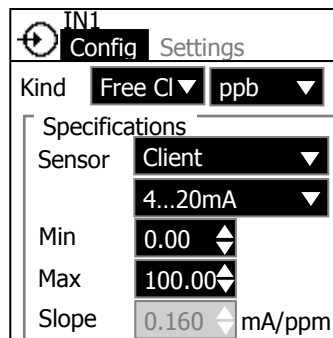 IN1
Config Settings
Kind Free Cl ppb
Specifications
Sensor Client
4...20mA
Min 0.00
Max 100.00
Slope 0.160 mA/ppm